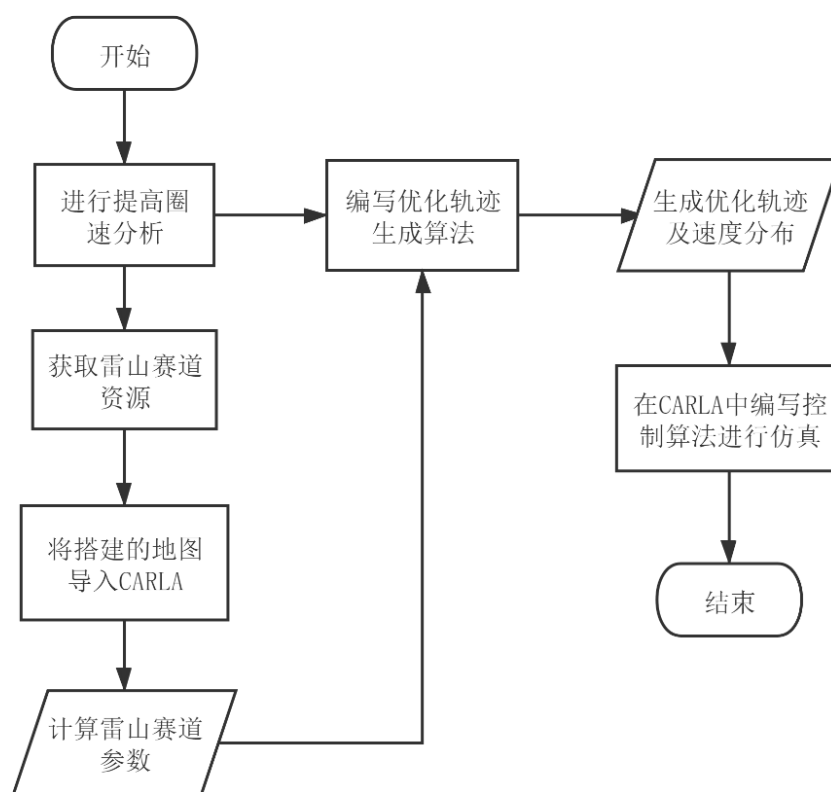 开始
进行提高圈
速分析
获取雷山赛道
资源
将搭建的地图
导入CARLA
计算雷山赛道
参数
编写优化轨迹
生成算法
生成优化轨迹
及速度分布
在CARLA中编写控
制算法进行仿真
结束